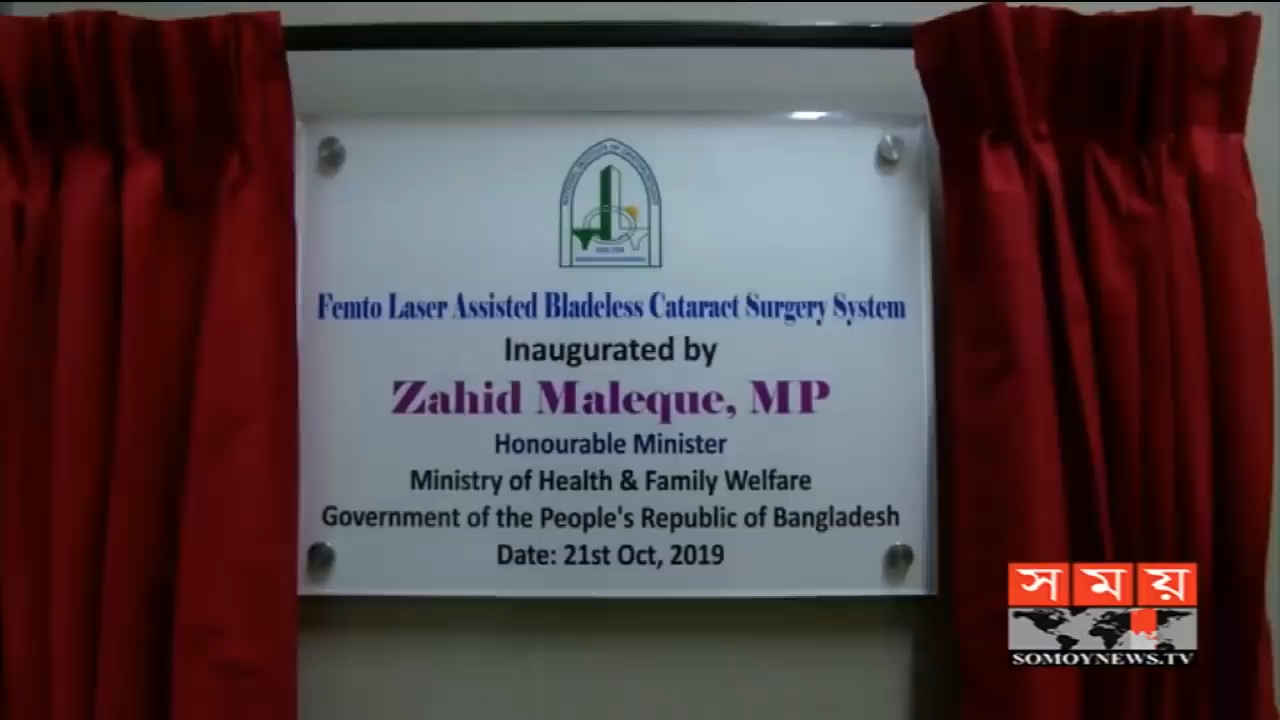 Femto Laser Assisted Bladeless Cataract Surgery System
Inaugurated by
Zahid Maleque, MP
Honourable Minister
Ministry of Health & Family Welfare
Government of the People's Republic of Bangladesh
Date: 21st Oct, 2019
সময়
SOMOYNEWS.TV